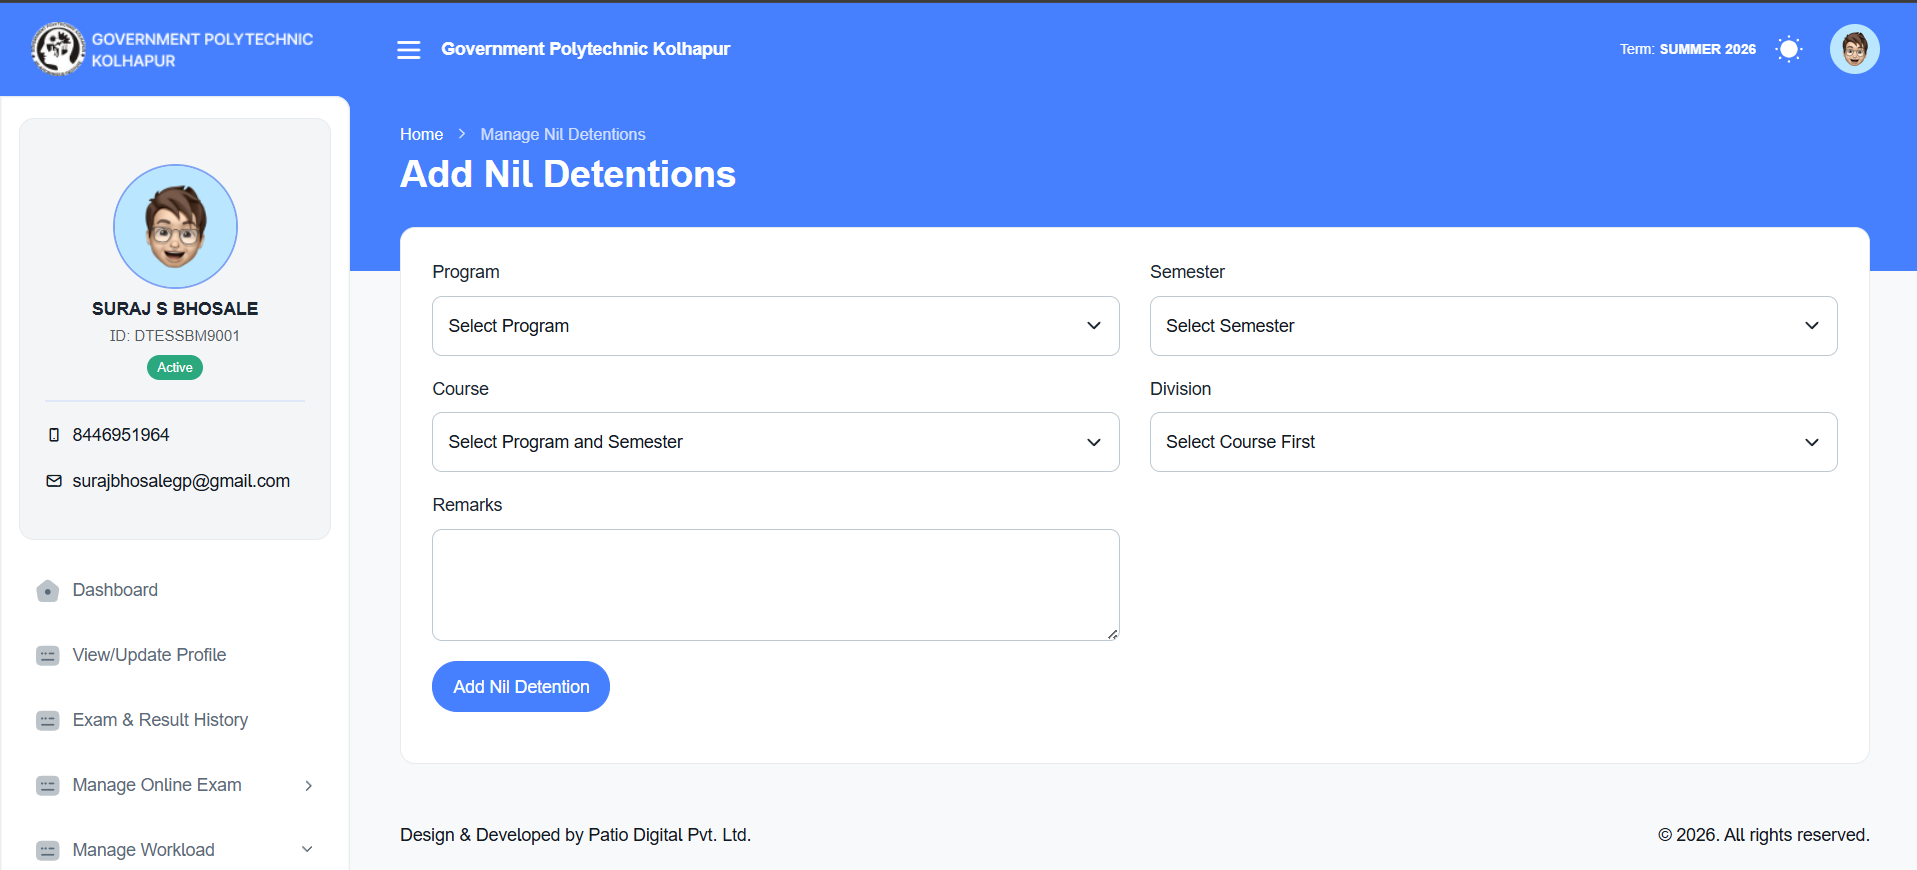 GOVERNMENT POLYTECHNIC
KOLHAPUR
Government Polytechnic Kolhapur
Term: SUMMER 2026
SURAJ S BHOSALE
ID: DTESSBM9001
Active
8446951964
surajbhosalegp@gmail.com
Dashboard
View/Update Profile
Exam & Result History
Manage Online Exam
Manage Workload
Home
Manage Nil Detentions
Add Nil Detentions
Program
Select Program
Semester
Select Semester
Course
Select Program and Semester
Division
Select Course First
Remarks
Add Nil Detention
Design & Developed by Patio Digital Pvt. Ltd.
© 2026. All rights reserved.